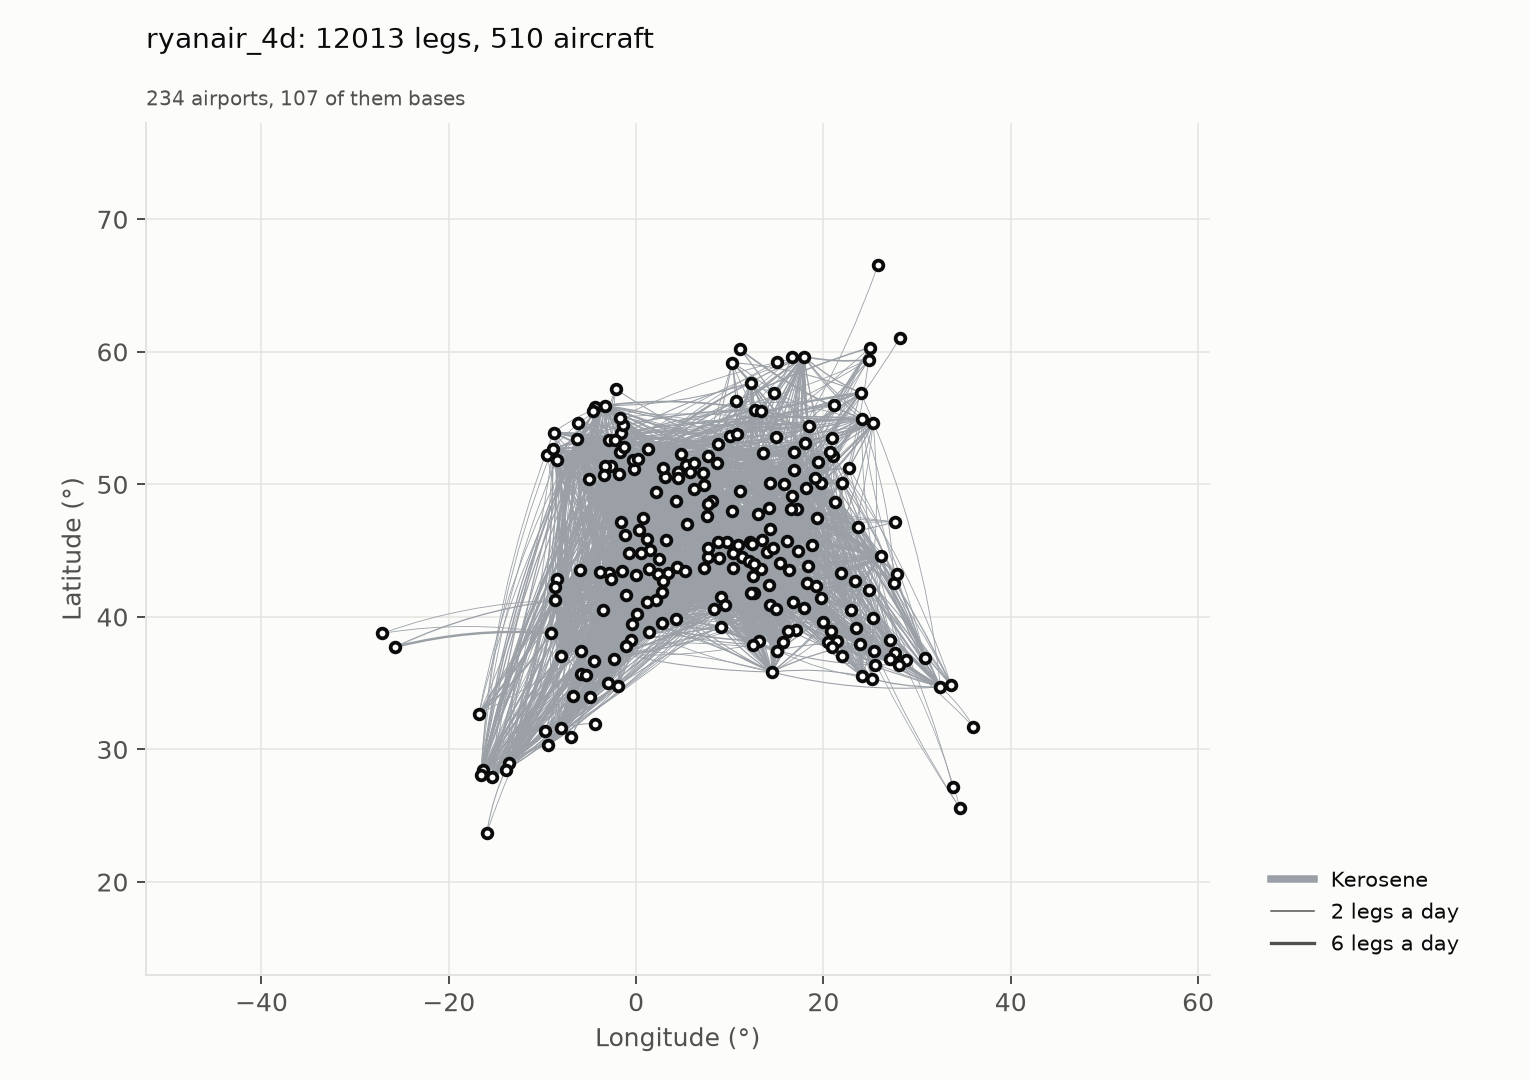 ryanair_4d: 12013 legs, 510 aircraft
234 airports, 107 of them bases
70
60
50
40
30
20
Latitude (°)
−40
−20
0
20
40
60
Longitude (°)
Kerosene
2 legs a day
6 legs a day